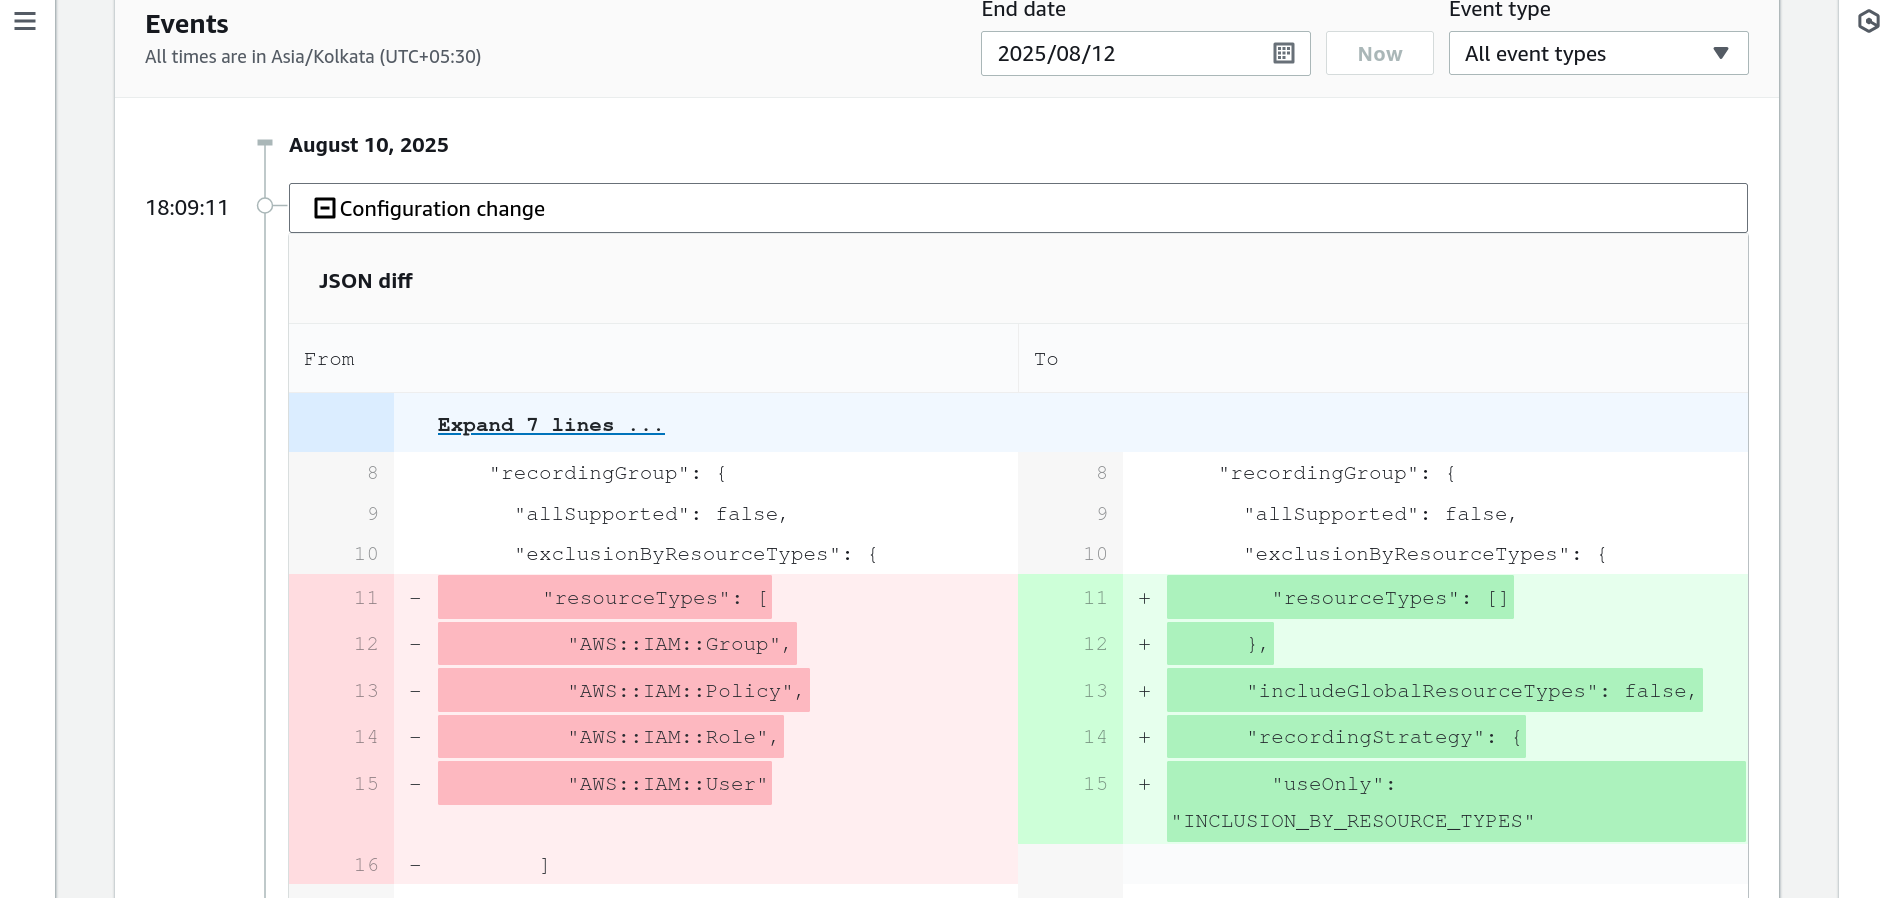 Events
All times are in Asia/Kolkata (UTC+05:30)
End date
2025/08/12
Now
Event type
All event types
August 10, 2025
18:09:11
Configuration change
JSON diff
From
To
Expand 7 lines ...
8 "recordingGroup": { 8 "recordingGroup": {
9 "allSupported": false, 9 "allSupported": false,
10 "exclusionByResourceTypes": { 10 "exclusionByResourceTypes": {
11 - "resourceTypes": [ 11 + "resourceTypes": []
12 - "AWS::IAM::Group", 12 + },
13 - "AWS::IAM::Policy", 13 + "includeGlobalResourceTypes": false,
14 - "AWS::IAM::Role", 14 + "recordingStrategy": {
15 - "AWS::IAM::User" 15 + "useOnly":
"INCLUSION_BY_RESOURCE_TYPES"
16 - ]